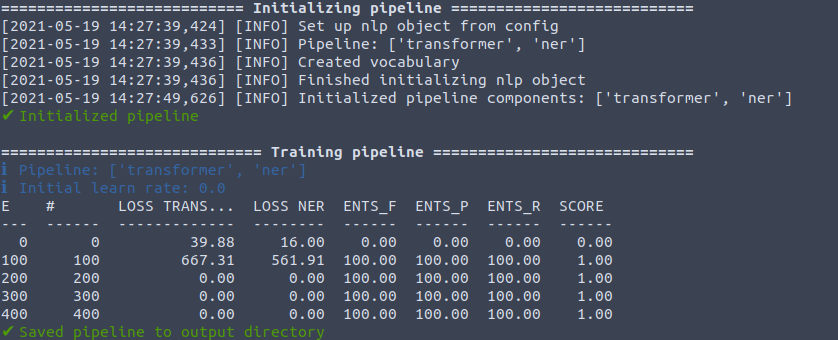 =========================== Initializing pipeline ===========================
[2021-05-19 14:27:39,424] [INFO] Set up nlp object from config
[2021-05-19 14:27:39,433] [INFO] Pipeline: ['transformer', 'ner']
[2021-05-19 14:27:39,436] [INFO] Created vocabulary
[2021-05-19 14:27:39,436] [INFO] Finished initializing nlp object
[2021-05-19 14:27:49,626] [INFO] Initialized pipeline components: ['transformer', 'ner']
✔ Initialized pipeline
============================= Training pipeline =============================
ℹ Pipeline: ['transformer', 'ner']
ℹ Initial learn rate: 0.0
E    #       LOSS TRANS...  LOSS NER  ENTS_F  ENTS_P  ENTS_R  SCORE
---  ------  -------------  --------  ------  ------  ------  ------
  0       0          39.88     16.00    0.00    0.00    0.00    0.00
100     100         667.31    561.91  100.00  100.00  100.00    1.00
200     200           0.00      0.00  100.00  100.00  100.00    1.00
300     300           0.00      0.00  100.00  100.00  100.00    1.00
400     400           0.00      0.00  100.00  100.00  100.00    1.00
✔ Saved pipeline to output directory